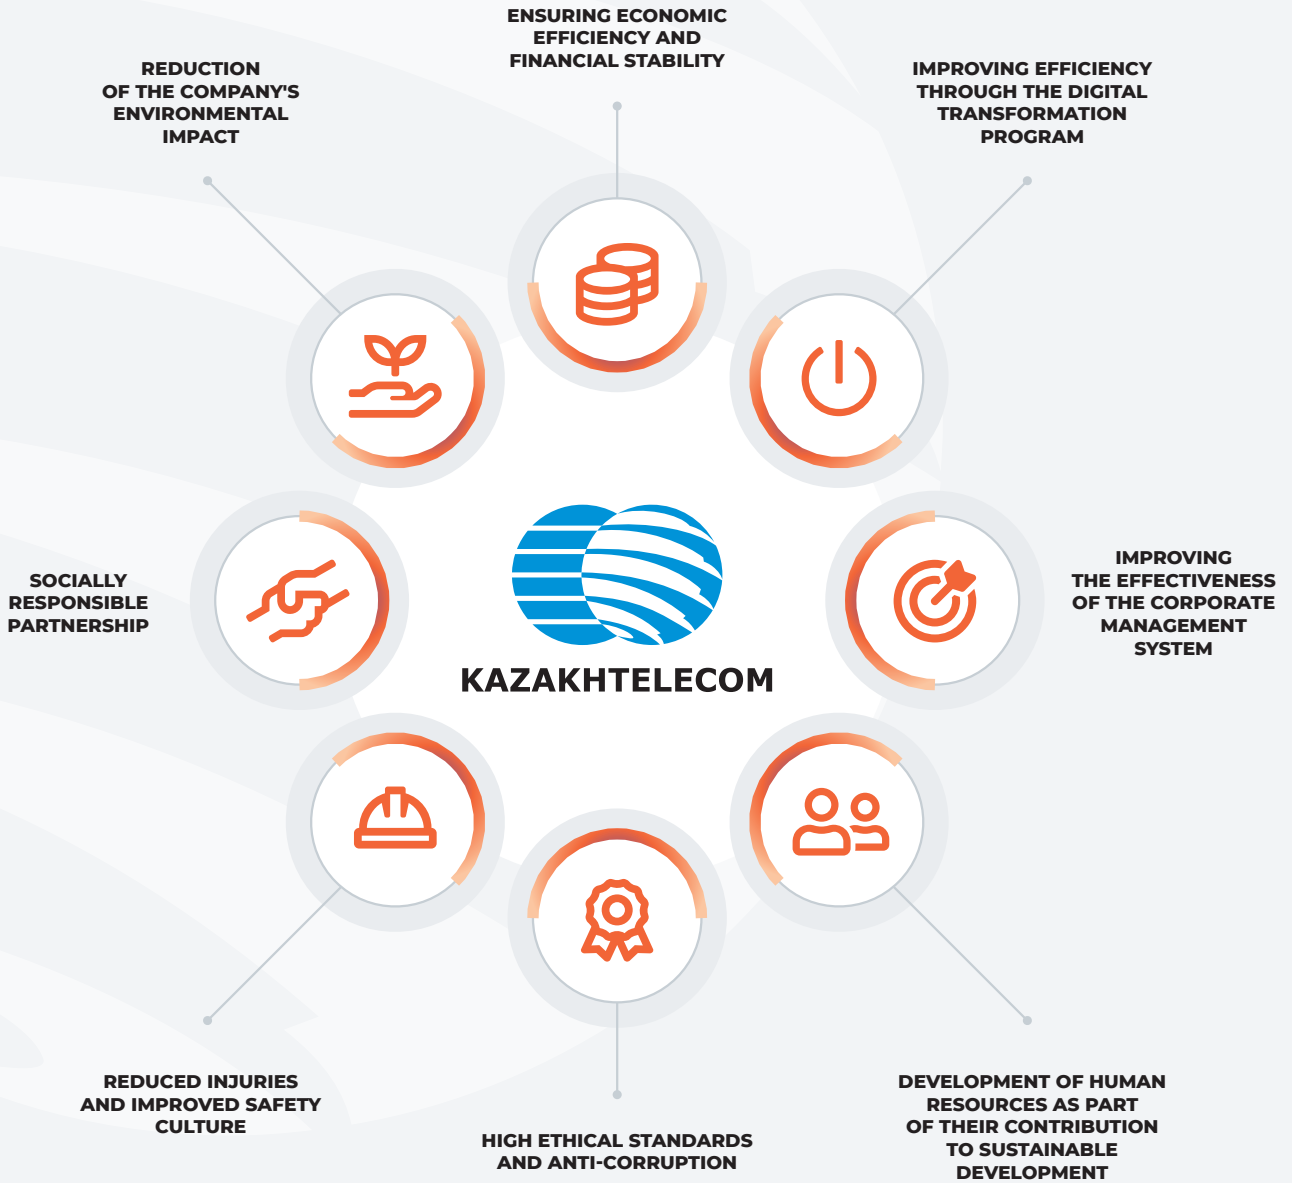 ENSURING ECONOMIC
EFFICIENCY AND
FINANCIAL STABILITY
REDUCTION
OF THE COMPANY'S
ENVIRONMENTAL
IMPACT
IMPROVING EFFICIENCY
THROUGH THE DIGITAL
TRANSFORMATION
PROGRAM
SOCIALLY
RESPONSIBLE
PARTNERSHIP
KAZAKHTELECOM
IMPROVING
THE EFFECTIVENESS
OF THE CORPORATE
MANAGEMENT
SYSTEM
REDUCED INJURIES
AND IMPROVED SAFETY
CULTURE
HIGH ETHICAL STANDARDS
AND ANTI-CORRUPTION
DEVELOPMENT OF HUMAN
RESOURCES AS PART
OF THEIR CONTRIBUTION
TO SUSTAINABLE
DEVELOPMENT